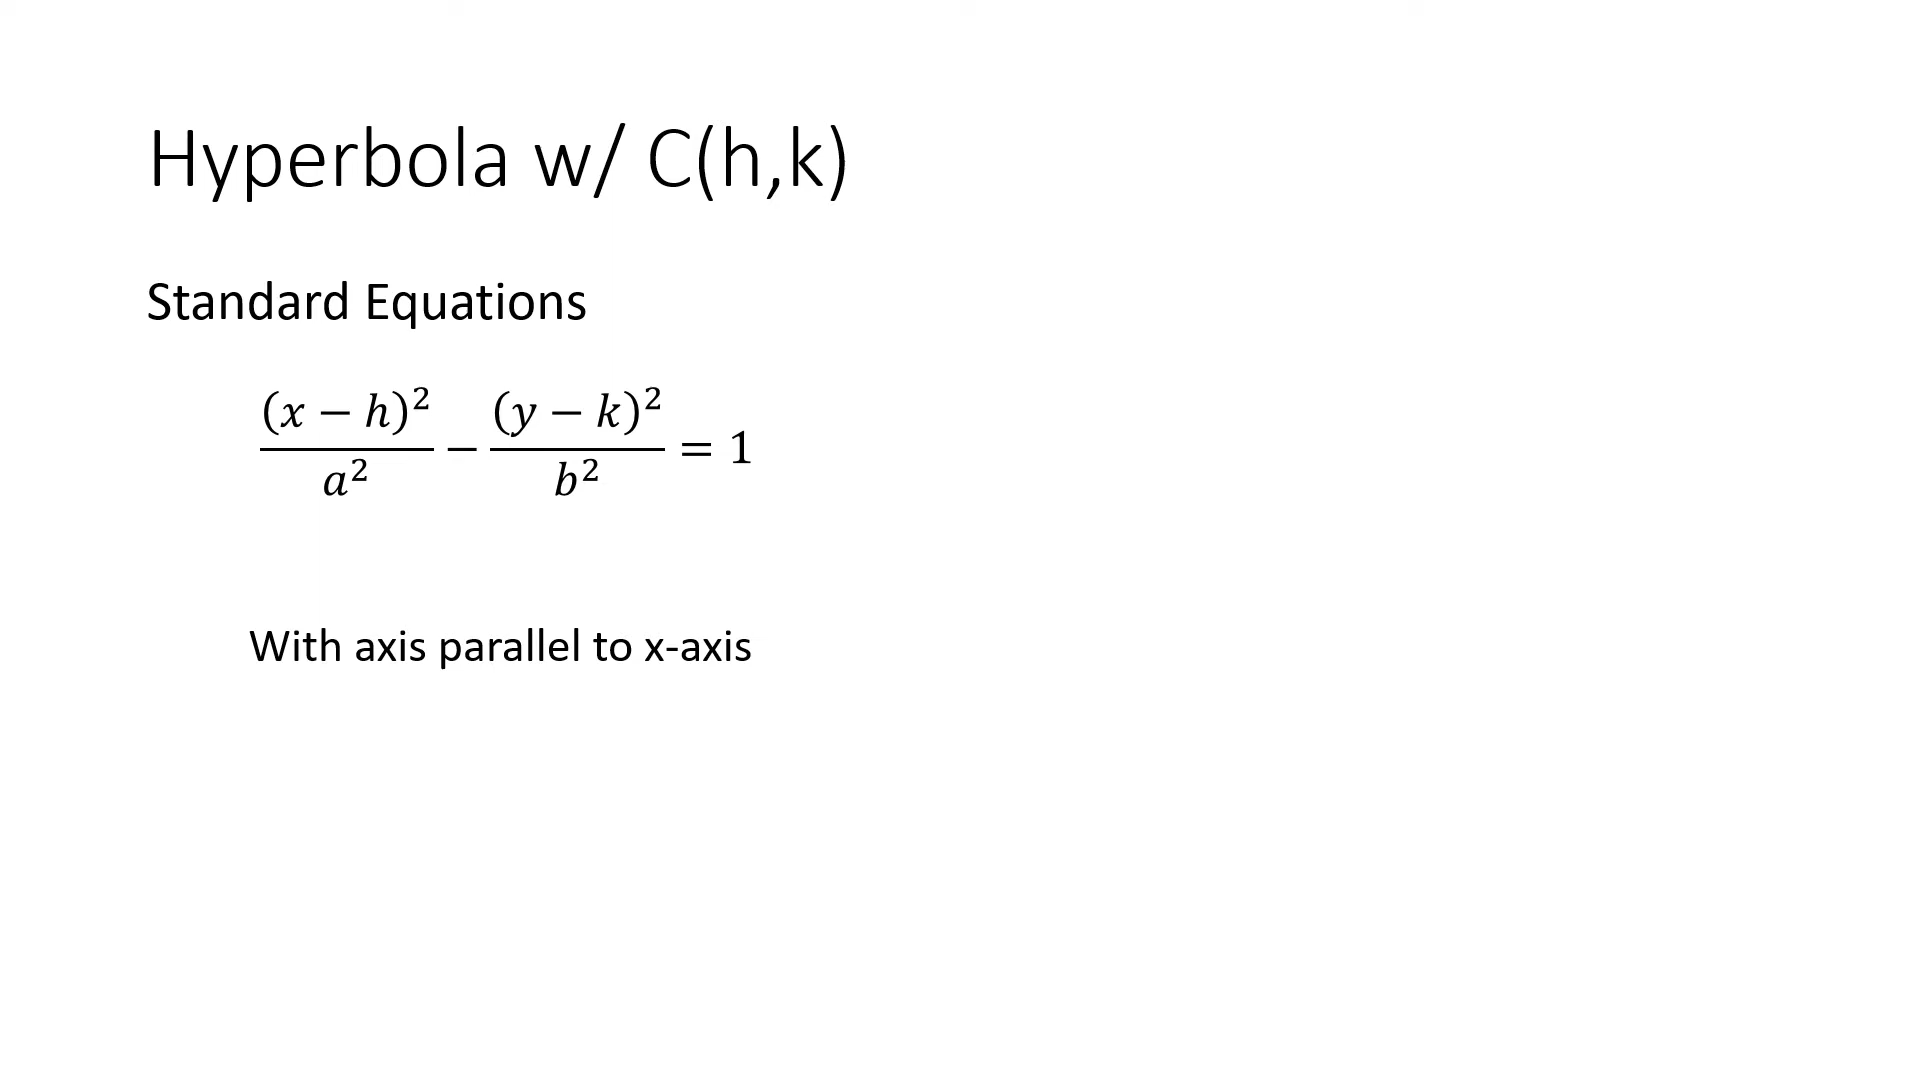 Hyperbola w/ C(h,k)
Standard Equations
(x − h)²/a² − (y − k)²/b² = 1
With axis parallel to x-axis